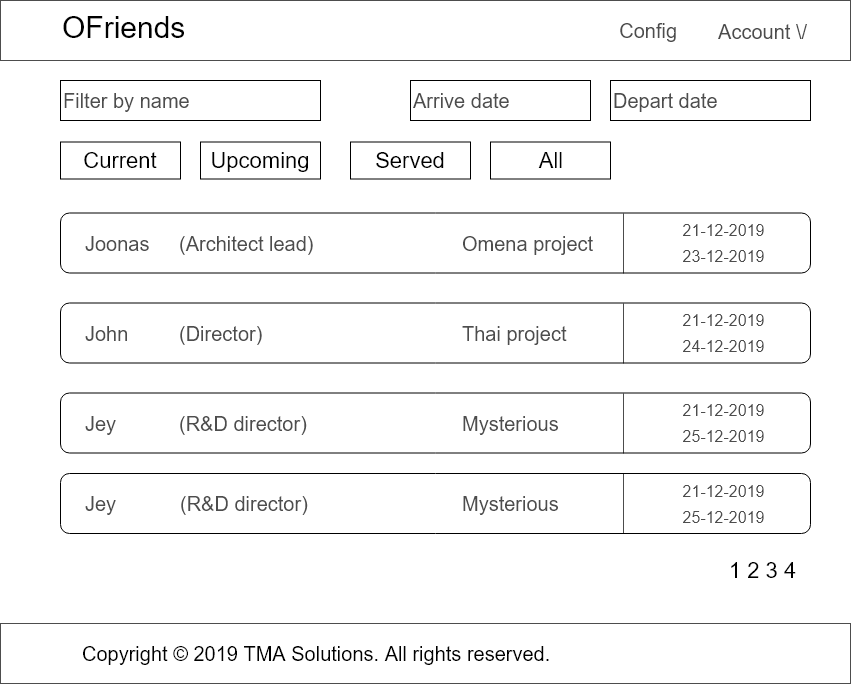 OFriends Config Account \/
Filter by name Arrive date Depart date
Current Upcoming Served All
Joonas (Architect lead) Omena project 21-12-2019
23-12-2019
John (Director) Thai project 21-12-2019
24-12-2019
Jey (R&D director) Mysterious 21-12-2019
25-12-2019
Jey (R&D director) Mysterious 21-12-2019
25-12-2019
1 2 3 4
Copyright © 2019 TMA Solutions. All rights reserved.